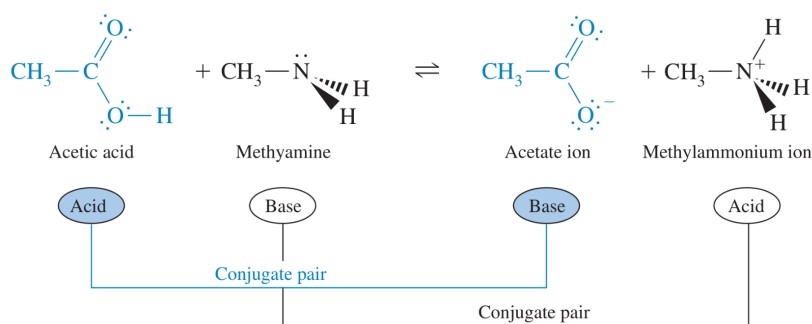 O H
CH₃—C + CH₃—N H ⇌ CH₃—C O + CH₃—N⁺ H
O—H H O⁻ H
Acetic acid Methyamine Acetate ion Methylammonium ion
Acid Base Base Acid
Conjugate pair
Conjugate pair